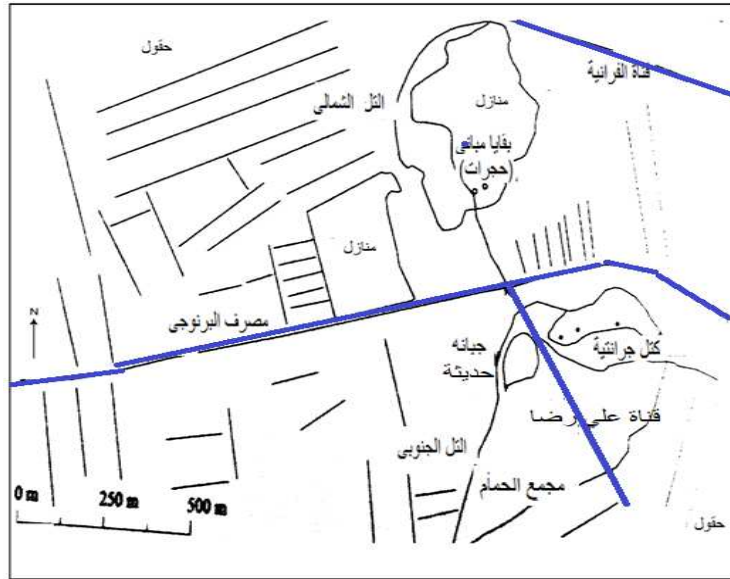 حقول
قناة الفرانية
منازل
التل الشمالي
بقايا مباني
(حجرات)
منازل
مصرف البرنوجي
N
جبانه
حديثة
كتل جرانتية
قناة على رضا
التل الجنوبي
مجمع الحمام
حقول
0 m 250 m 500 m